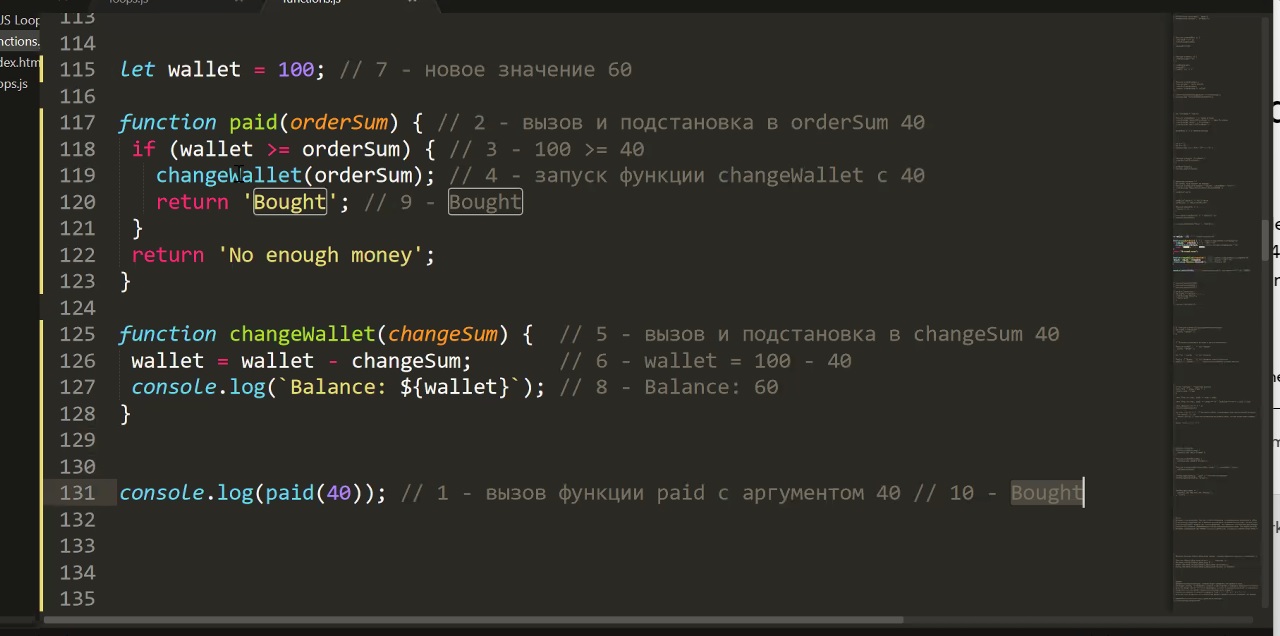 loops.js functions.js
JS Loop
nctions.
dex.htm
ops.js
113
114
115 let wallet = 100; // 7 - новое значение 60
116
117 function paid(orderSum) { // 2 - вызов и подстановка в orderSum 40
118 if (wallet >= orderSum) { // 3 - 100 >= 40
119 changeWallet(orderSum); // 4 - запуск функции changeWallet с 40
120 return 'Bought'; // 9 - Bought
121 }
122 return 'No enough money';
123 }
124
125 function changeWallet(changeSum) { // 5 - вызов и подстановка в changeSum 40
126 wallet = wallet - changeSum; // 6 - wallet = 100 - 40
127 console.log(`Balance: ${wallet}`); // 8 - Balance: 60
128 }
129
130
131 console.log(paid(40)); // 1 - вызов функции paid с аргументом 40 // 10 - Bought
132
133
134
135